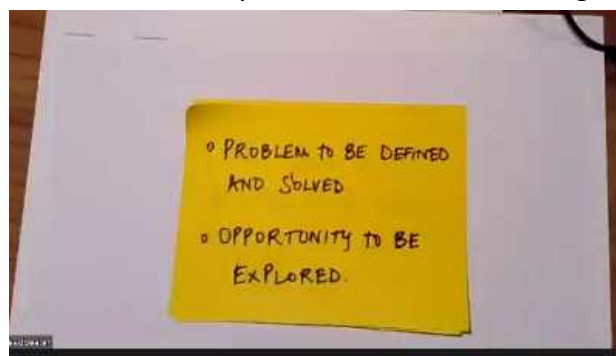 o PROBLEM TO BE DEFINED
AND SOLVED
o OPPORTUNITY TO BE
EXPLORED.